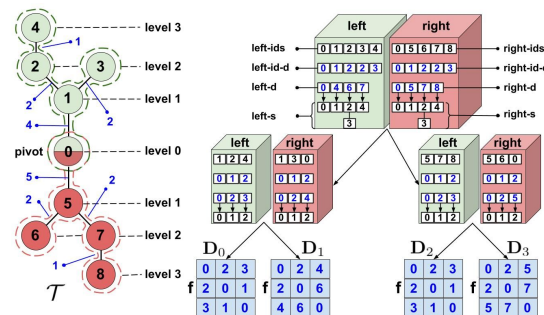 4 level 3
1
2 3 level 2
2 2
1 level 1
4
pivot 0 level 0
5
2
5 level 1
2
6 7 level 2
1
8 level 3
𝒯
left right
left-ids 0 1 2 3 4 0 5 6 7 8 right-ids
left-id-d 0 1 2 2 3 0 1 2 2 3 right-id-d
left-d 0 4 6 7 0 5 7 8 right-d
left-s 0 1 2 4 0 1 2 4 right-s
3 3
1 2 4 1 3 0 5 7 8 5 6 0
0 1 2 0 1 2 0 1 2 0 1 2
0 2 3 0 2 4 0 2 3 0 2 5
0 1 2 0 1 2 0 1 2 0 1 2
D0 D1 D2 D3
0 2 3 0 2 4 0 2 3 0 2 5
f 2 0 1 f 2 0 6 f 2 0 1 f 2 0 7
3 1 0 4 6 0 3 1 0 5 7 0